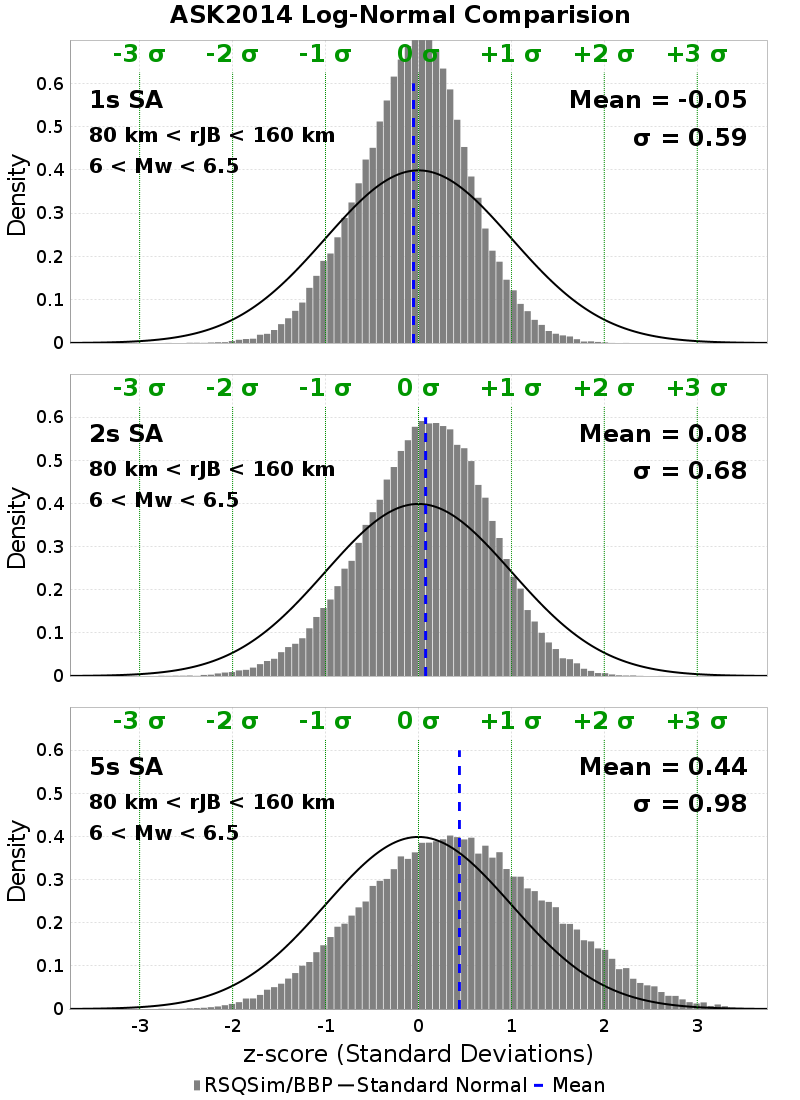 ASK2014 Log-Normal Comparision
-3 σ -2 σ -1 σ 0 σ +1 σ +2 σ +3 σ
1s SA
Mean = -0.05
80 km < rJB < 160 km
σ = 0.59
6 < Mw < 6.5
0.6
0.5
0.4
0.3
0.2
0.1
0
Density
-3 σ -2 σ -1 σ 0 σ +1 σ +2 σ +3 σ
2s SA
Mean = 0.08
80 km < rJB < 160 km
σ = 0.68
6 < Mw < 6.5
0.6
0.5
0.4
0.3
0.2
0.1
0
Density
-3 σ -2 σ -1 σ 0 σ +1 σ +2 σ +3 σ
5s SA
Mean = 0.44
80 km < rJB < 160 km
σ = 0.98
6 < Mw < 6.5
0.6
0.5
0.4
0.3
0.2
0.1
0
Density
-3 -2 -1 0 1 2 3
z-score (Standard Deviations)
RSQSim/BBP Standard Normal Mean